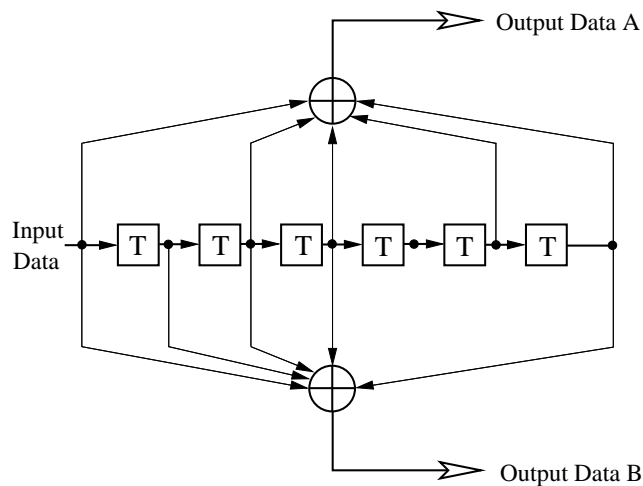 Output Data A
Input
Data
T T T T T T
Output Data B